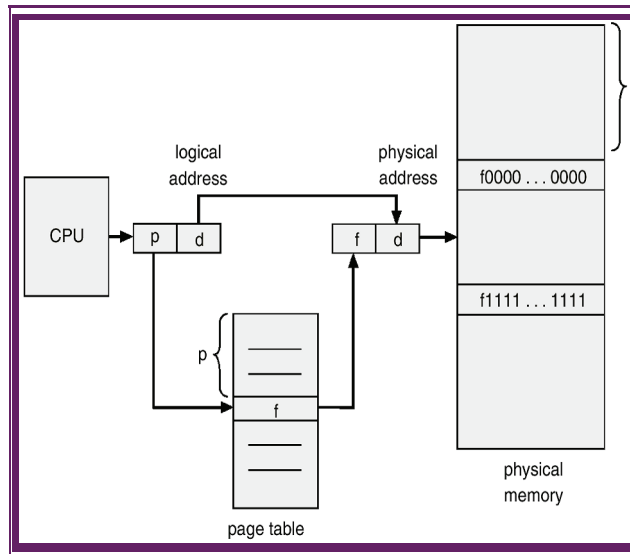 logical
address
physical
address
f0000 . . . 0000
CPU
p
d
f
d
f1111 . . . 1111
p
f
physical
memory
page table